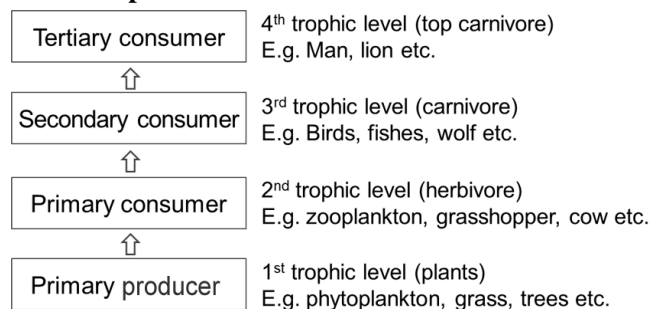 Tertiary consumer
4th trophic level (top carnivore)
E.g. Man, lion etc.
Secondary consumer
3rd trophic level (carnivore)
E.g. Birds, fishes, wolf etc.
Primary consumer
2nd trophic level (herbivore)
E.g. zooplankton, grasshopper, cow etc.
Primary producer
1st trophic level (plants)
E.g. phytoplankton, grass, trees etc.